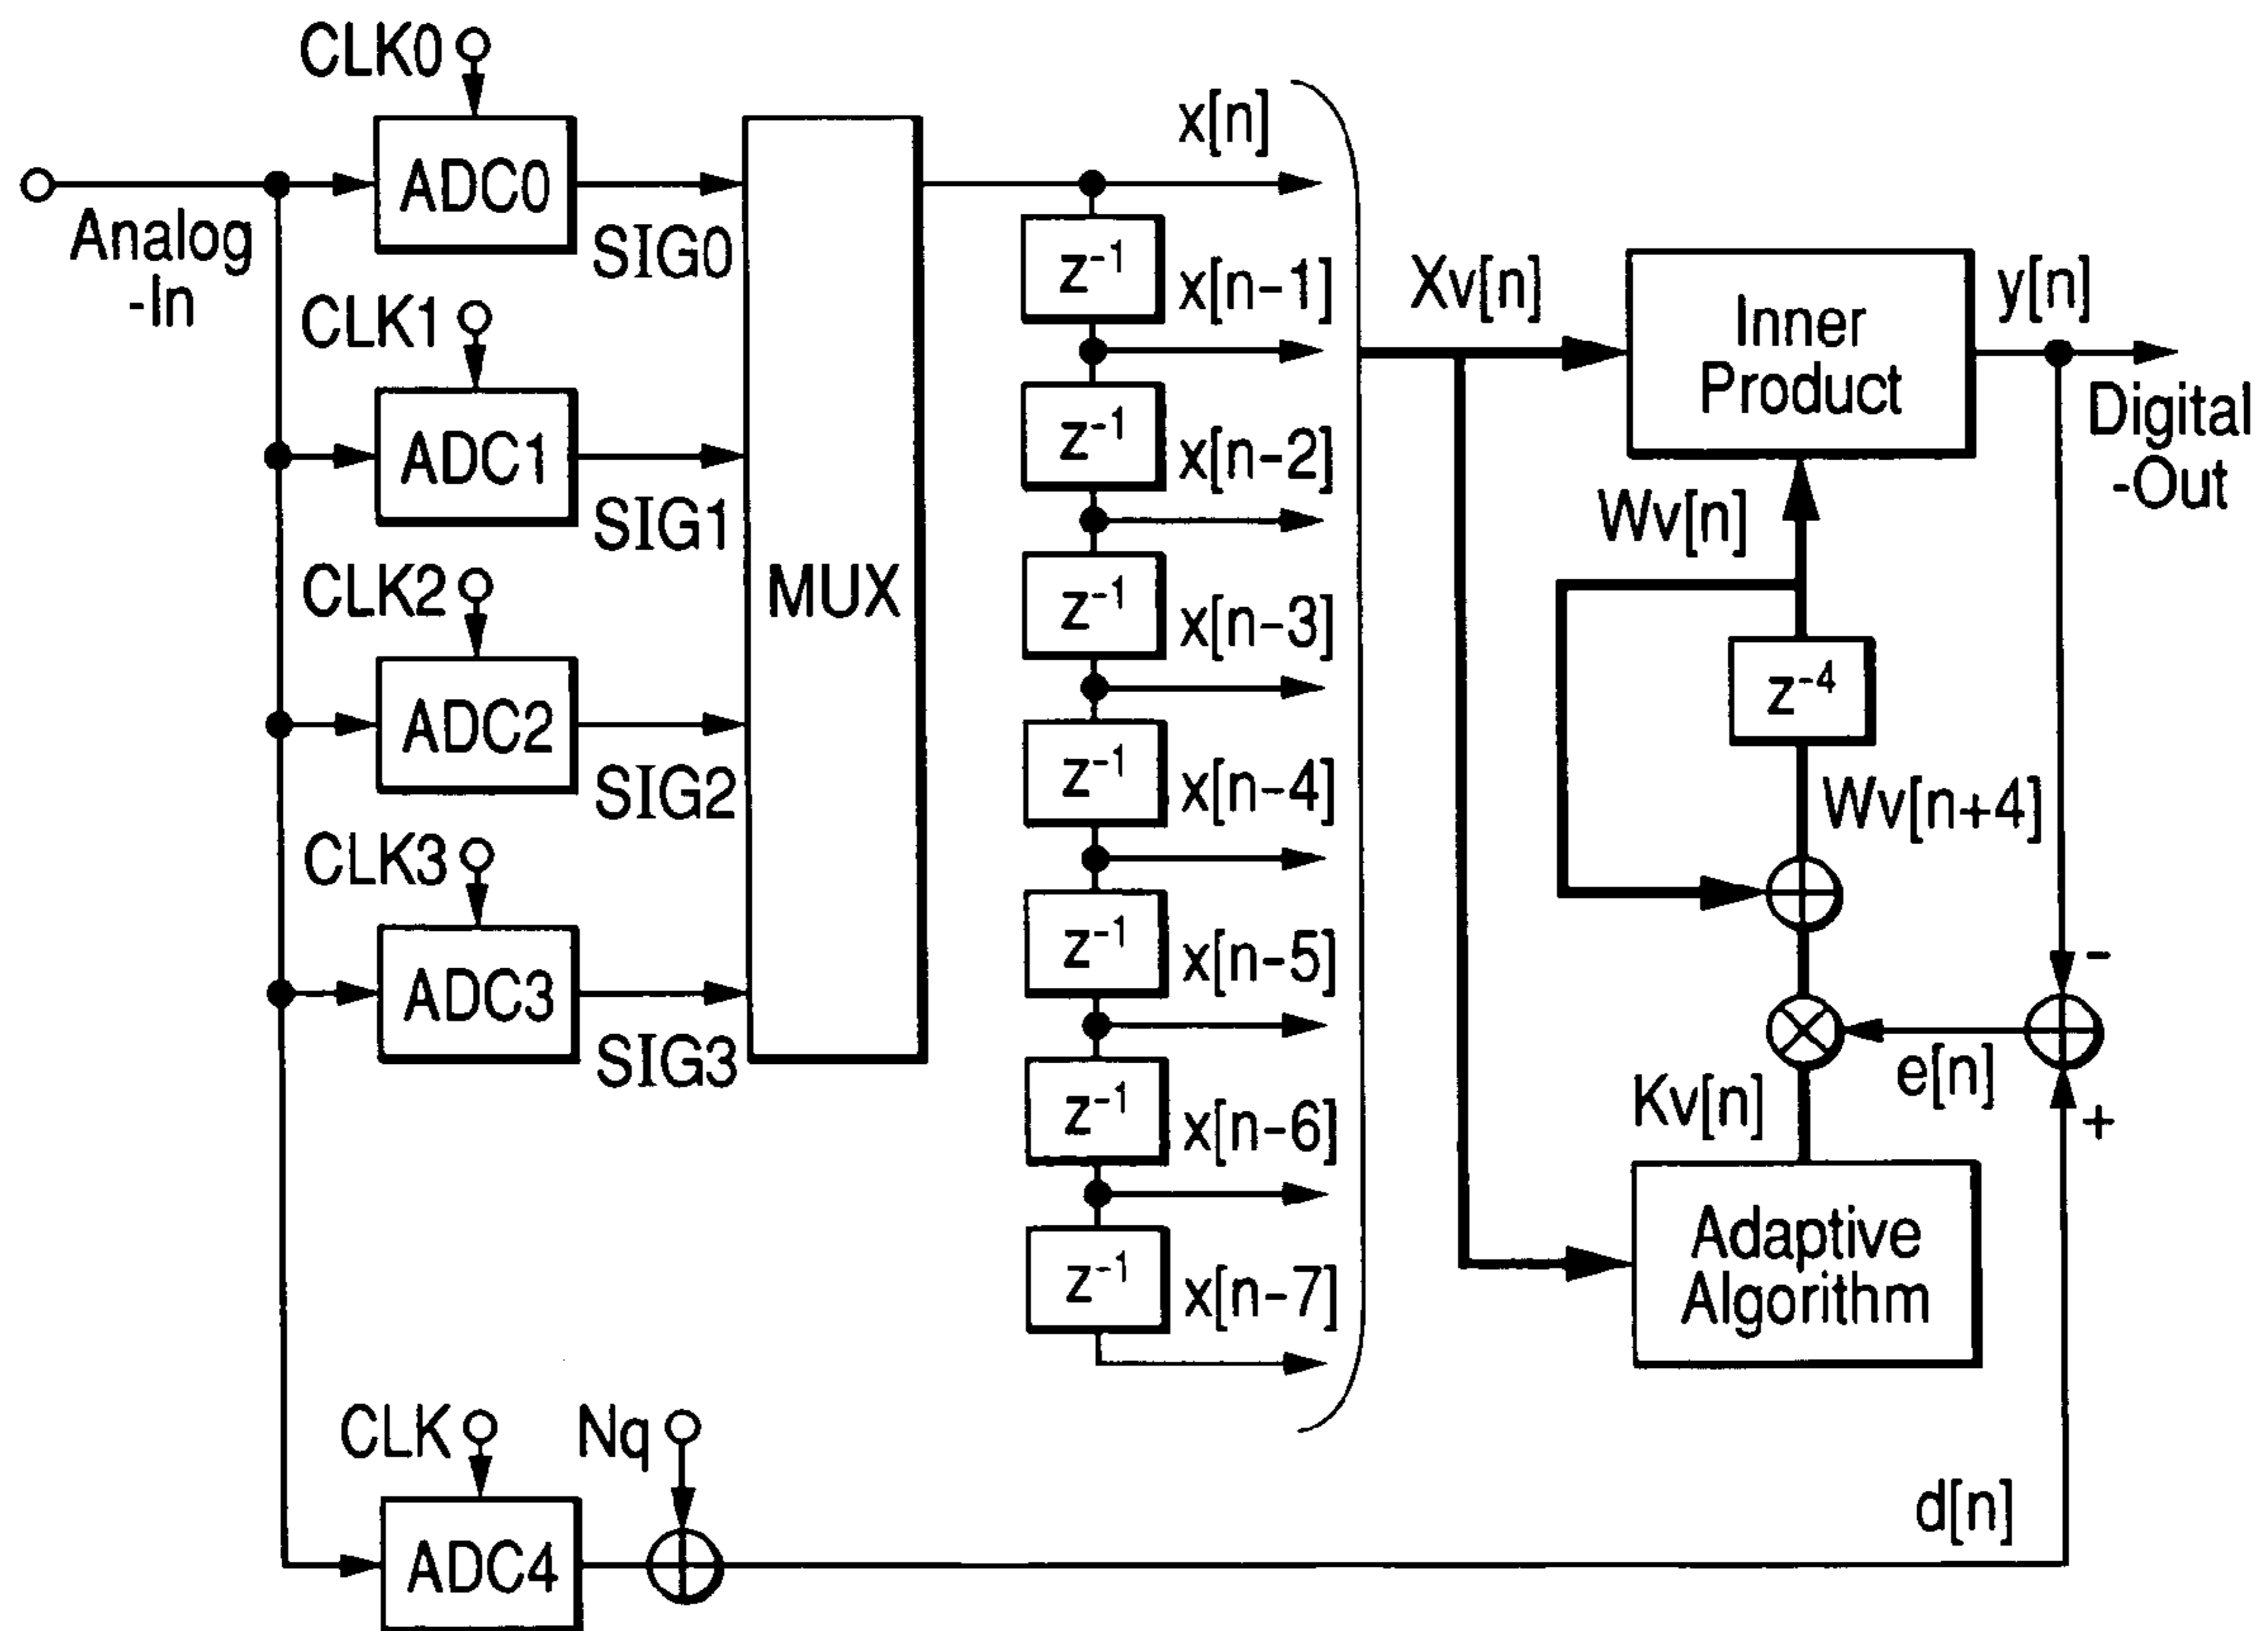 CLK0
ADC0
Analog
-In
SIG0
CLK1
ADC1
SIG1
CLK2
ADC2
SIG2
CLK3
ADC3
SIG3
MUX
x[n]
z⁻¹
x[n-1]
z⁻¹
x[n-2]
z⁻¹
x[n-3]
z⁻¹
x[n-4]
z⁻¹
x[n-5]
z⁻¹
x[n-6]
z⁻¹
x[n-7]
Xv[n]
Inner
Product
y[n]
Digital
-Out
Wv[n]
z⁻⁴
Wv[n+4]
-
e[n]
+
Kv[n]
Adaptive
Algorithm
CLK
Nq
ADC4
d[n]